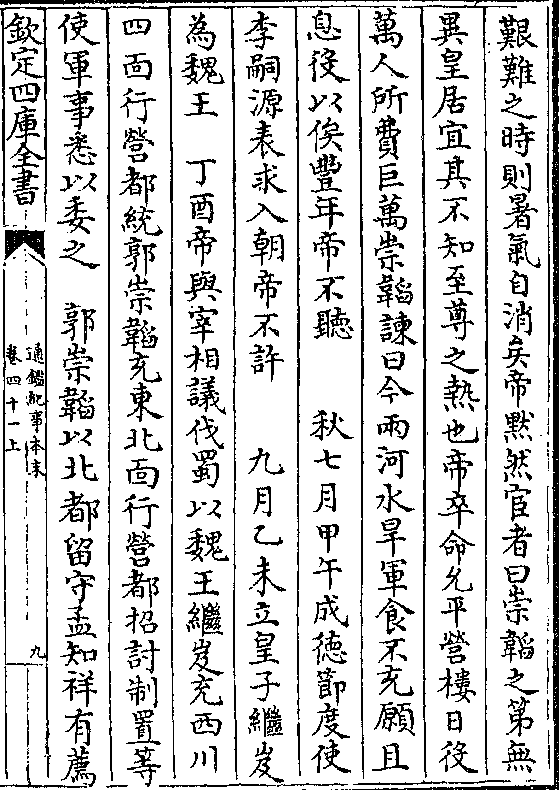 艱難之時則暑氣自消矣帝黙然宦者曰崇韜之第無
異皇居宜其不知至尊之熱也帝卒命允平營樓日役
萬人所費巨萬崇韜諫曰今兩河水旱軍食不充願且
息役以俟豐年帝不聽　秋七月甲午成徳節度使
李嗣源表求入朝帝不許　九月乙未立皇子繼岌
為魏王　丁酉帝與宰相議伐蜀以魏王繼岌充西川
四面行營都統郭崇韜充東北面行營都招討制置等
使軍事悉以委之　郭崇韜以北都留守孟知祥有薦
欽定四庫全書
通鑑紀事本末
卷四十一上
九